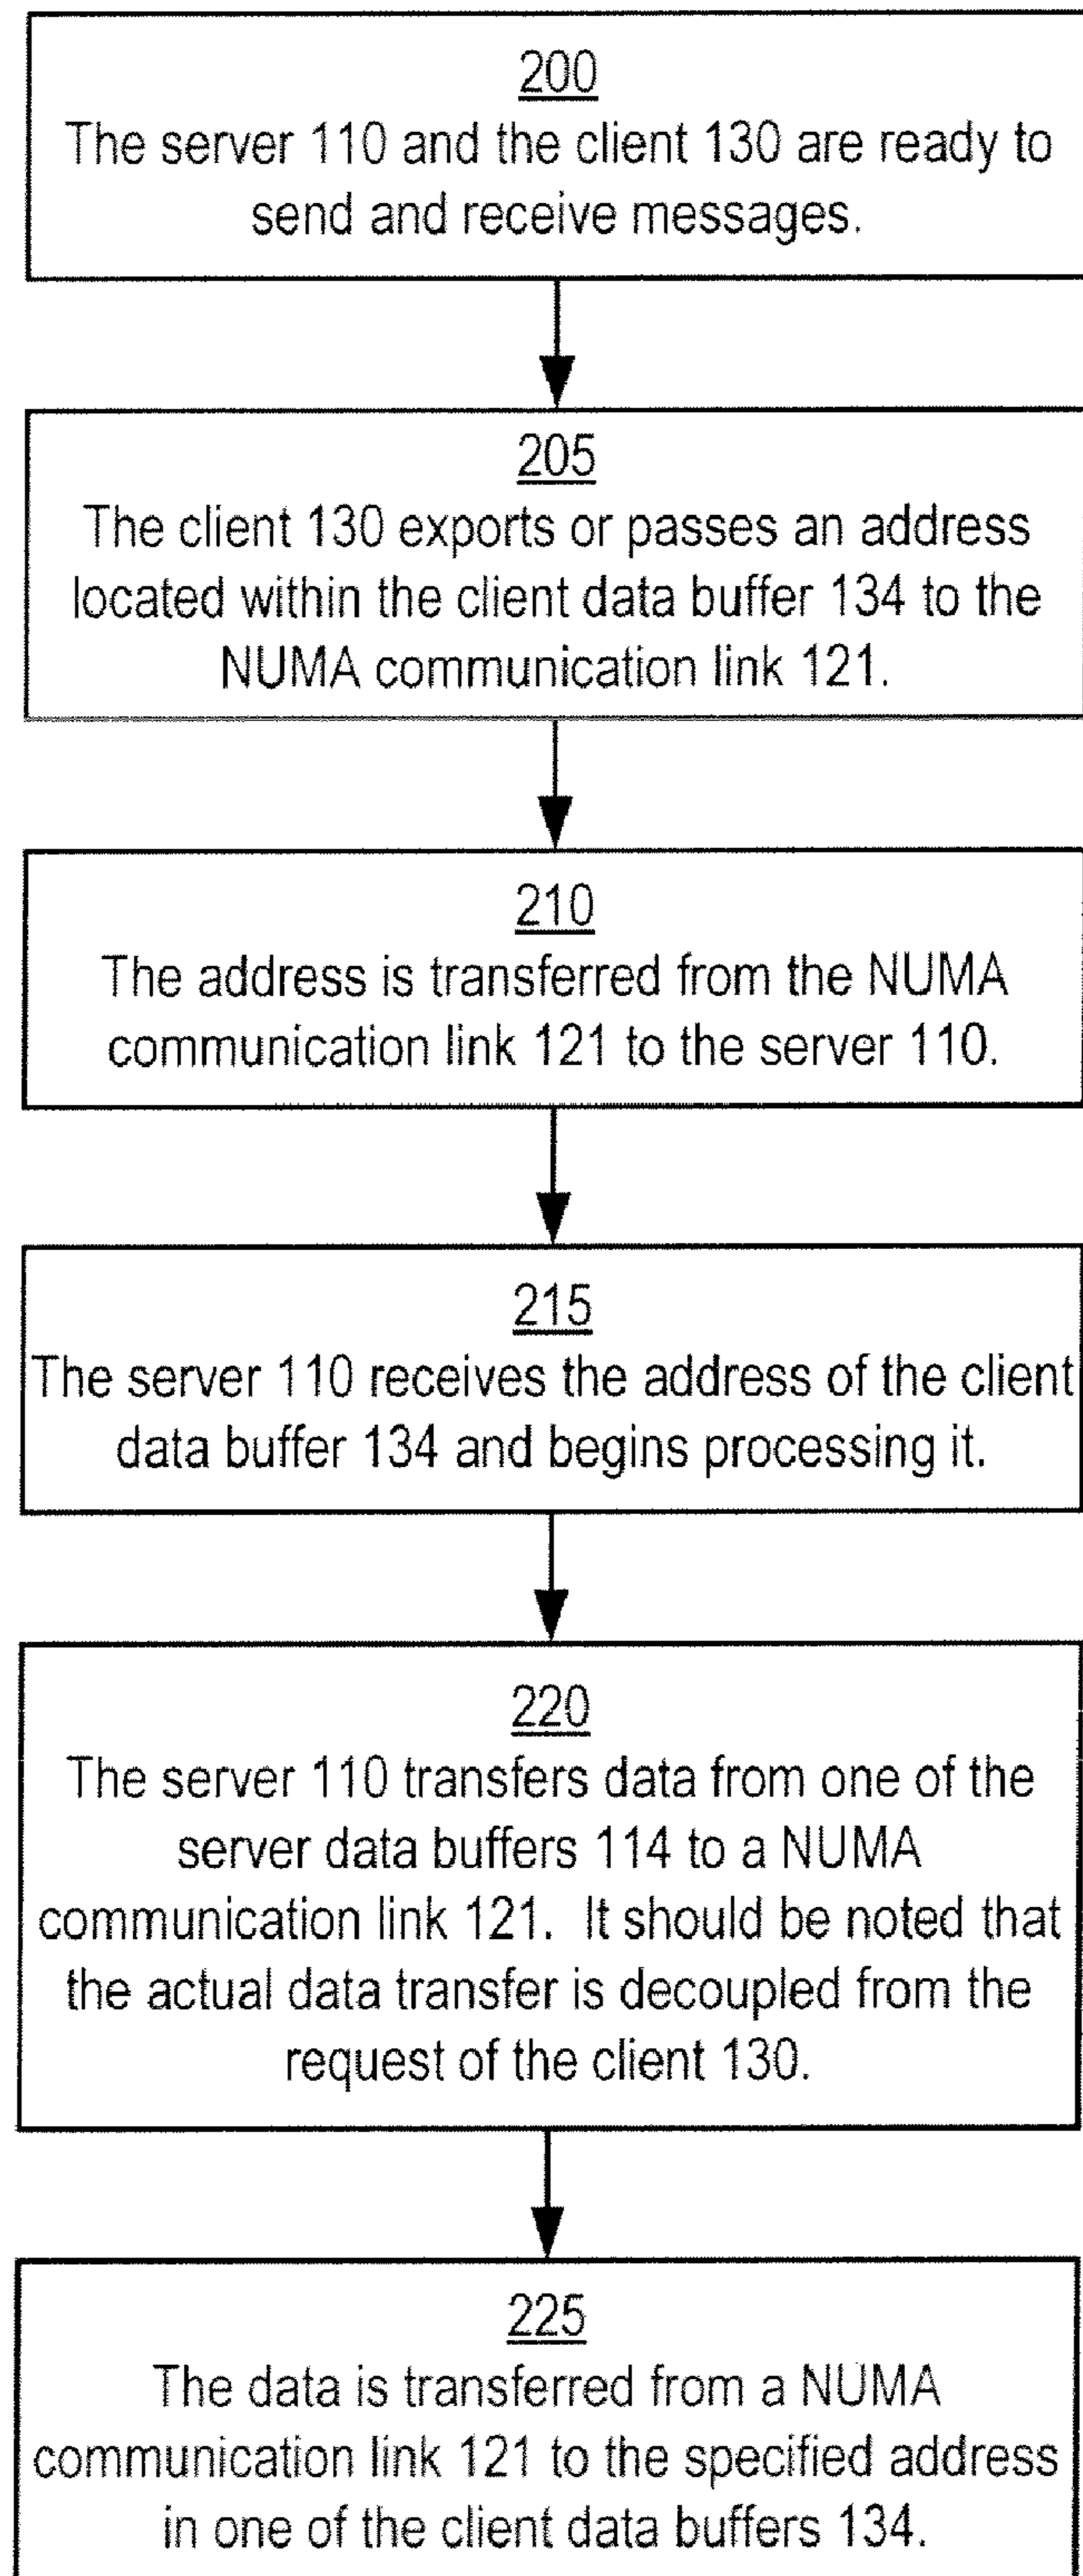 200
The server 110 and the client 130 are ready to
send and receive messages.
205
The client 130 exports or passes an address
located within the client data buffer 134 to the
NUMA communication link 121.
210
The address is transferred from the NUMA
communication link 121 to the server 110.
215
The server 110 receives the address of the client
data buffer 134 and begins processing it.
220
The server 110 transfers data from one of the
server data buffers 114 to a NUMA
communication link 121. It should be noted that
the actual data transfer is decoupled from the
request of the client 130.
225
The data is transferred from a NUMA
communication link 121 to the specified address
in one of the client data buffers 134.